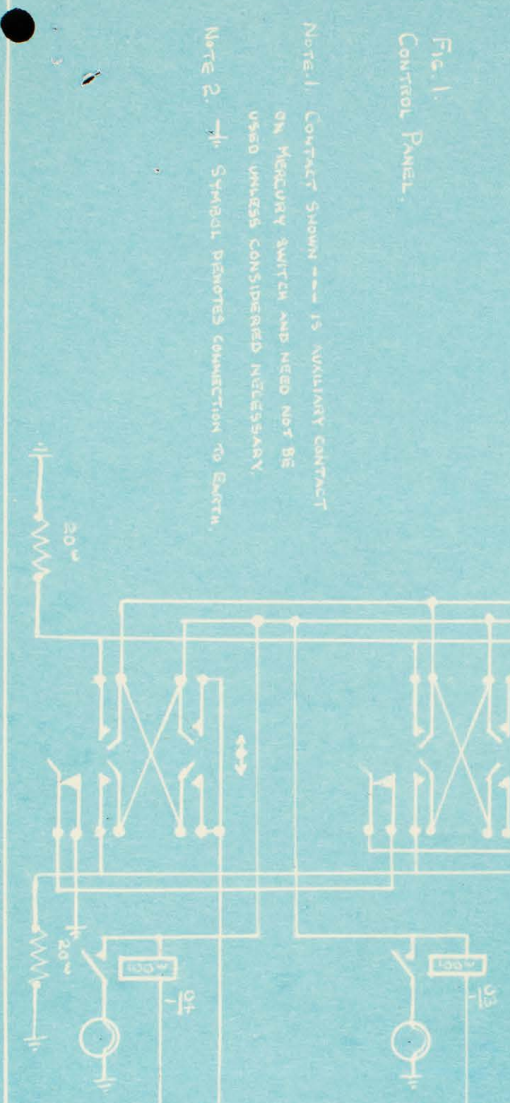 FIG. 1.
CONTROL PANEL.
NOTE 1. CONTACT SHOWN --- IS AUXILIARY CONTACT
ON MERCURY SWITCH AND NEED NOT BE
USED UNLESS CONSIDERED NECESSARY.
NOTE 2. SYMBOL DENOTES CONNECTION TO EARTH.
20ω
20ω
100ω
100ω